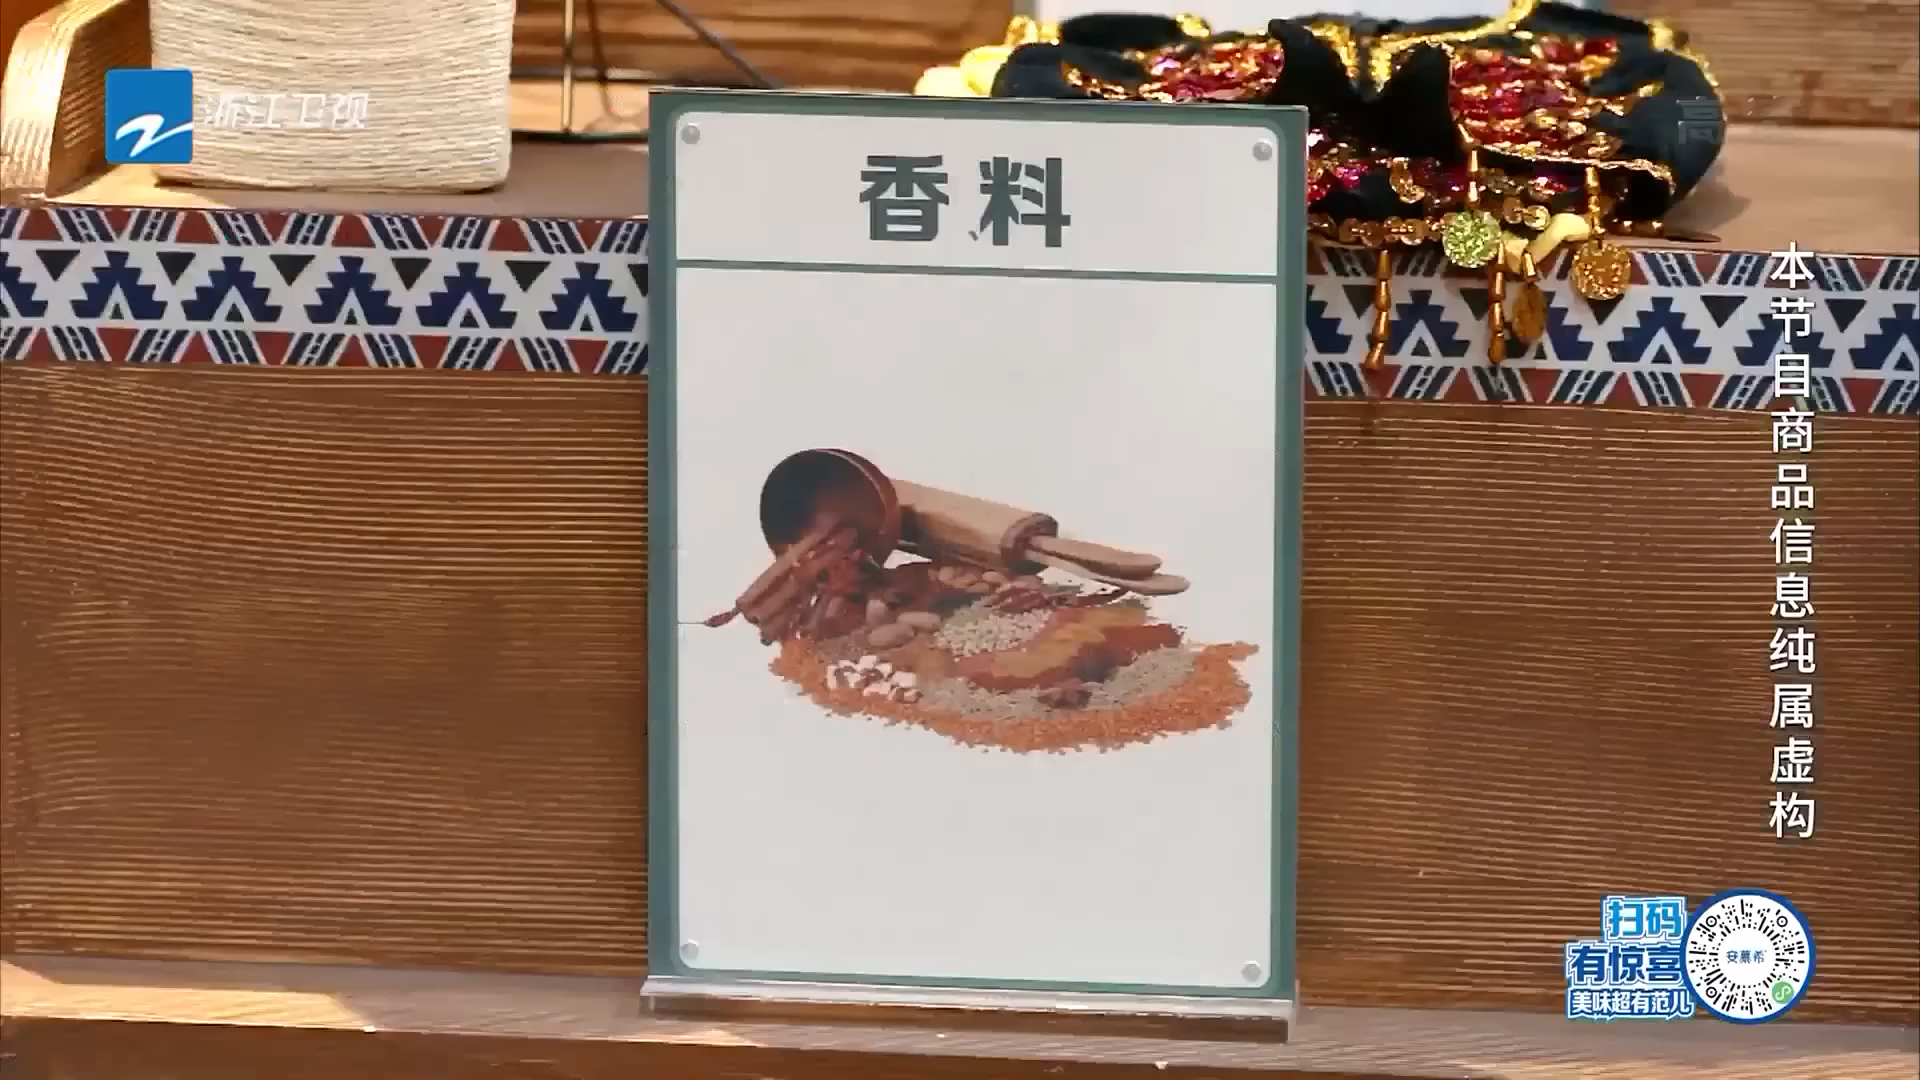 浙江卫视
香料
本节目商品信息纯属虚构
扫码
有惊喜
美味超有范儿
安慕希